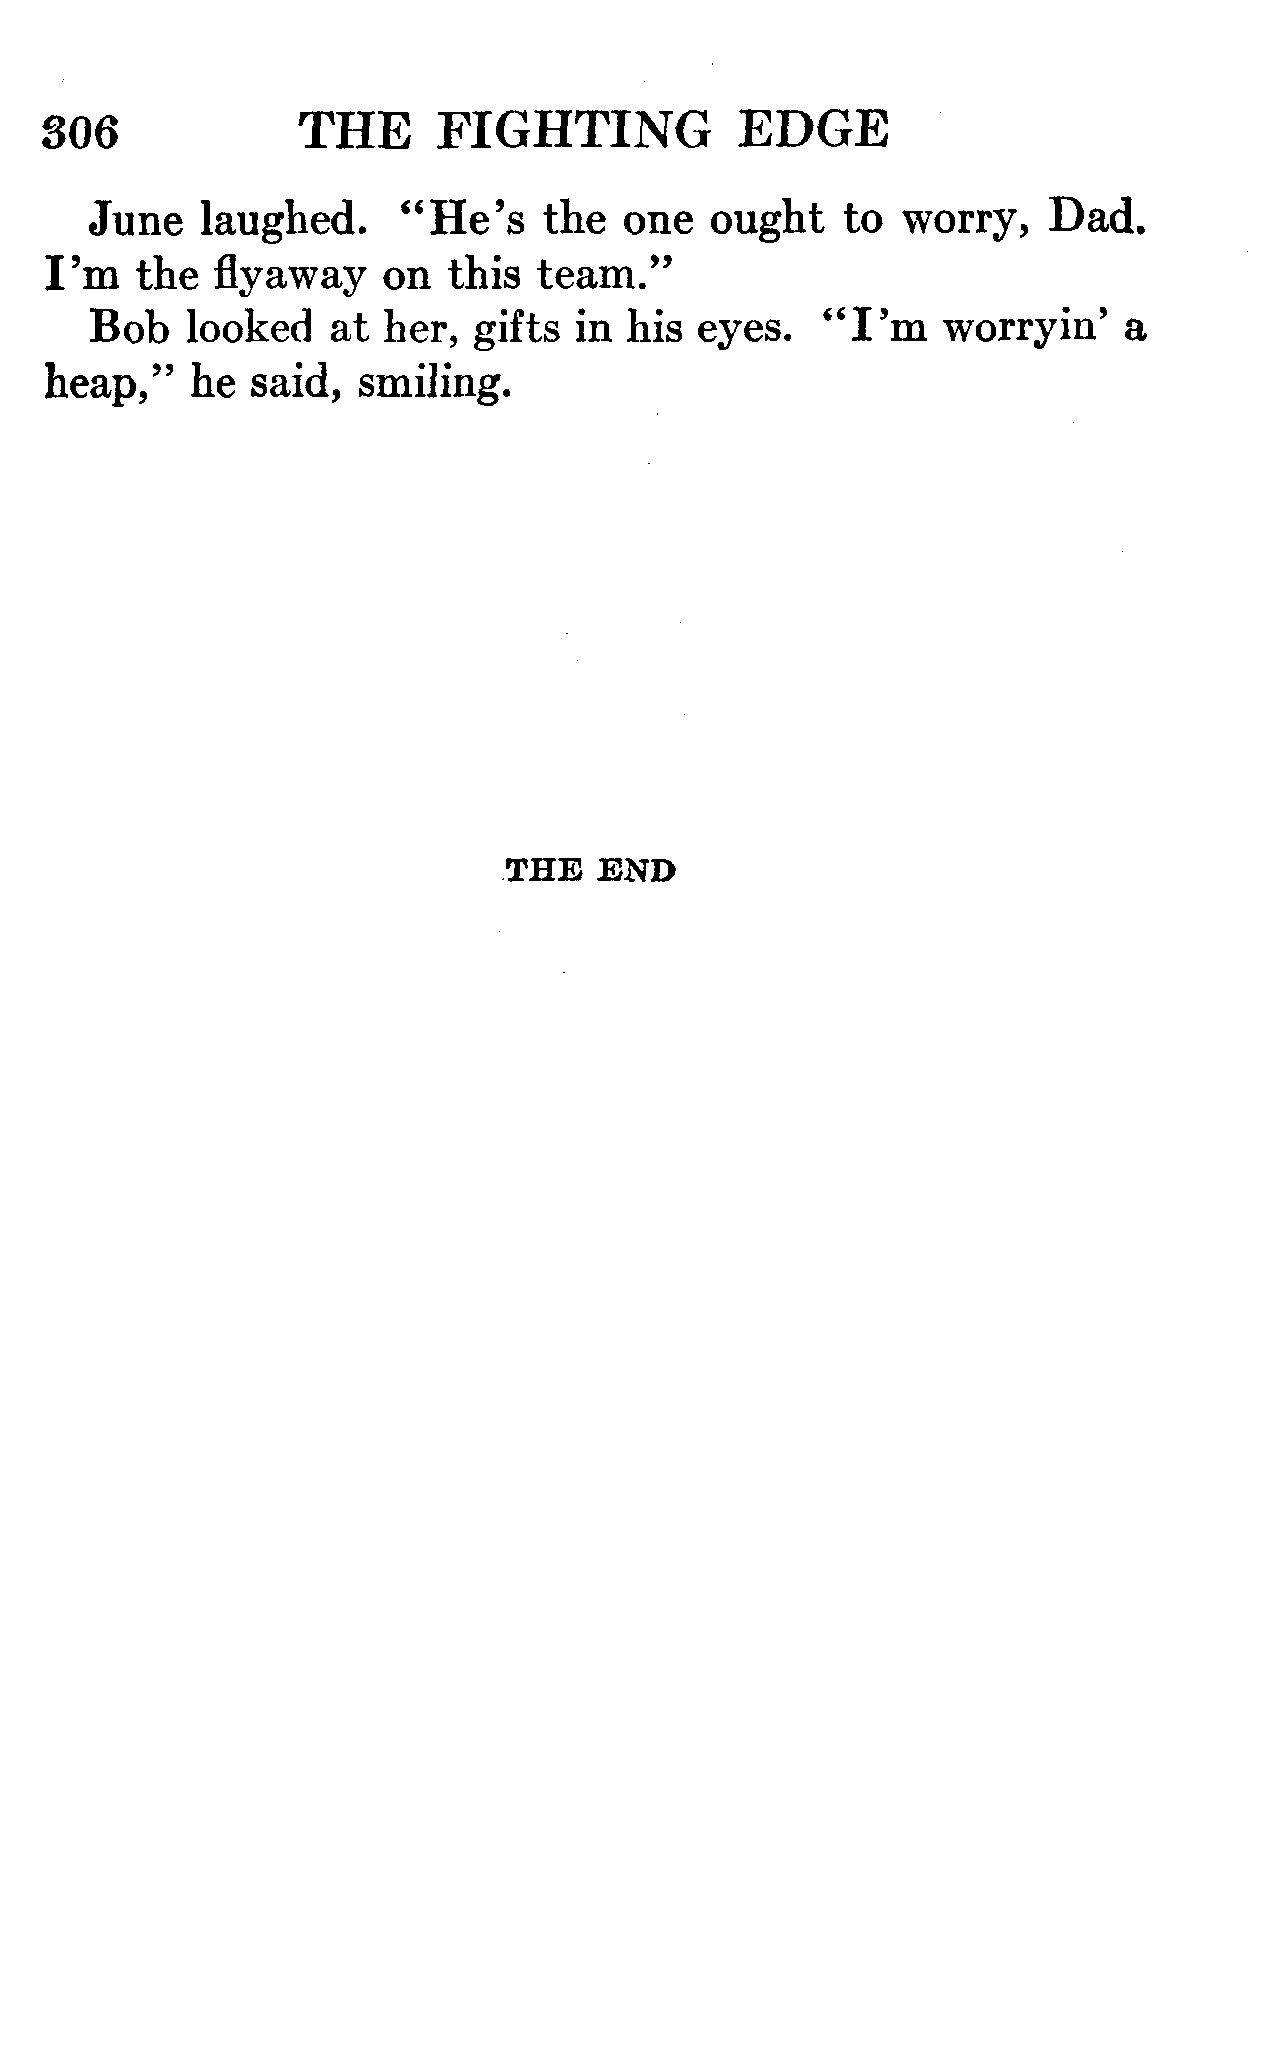 306 THE FIGHTING EDGE
June laughed. "He's the one ought to worry, Dad.
I'm the flyaway on this team."
Bob looked at her, gifts in his eyes. "I'm worryin' a
heap," he said, smiling.
THE END